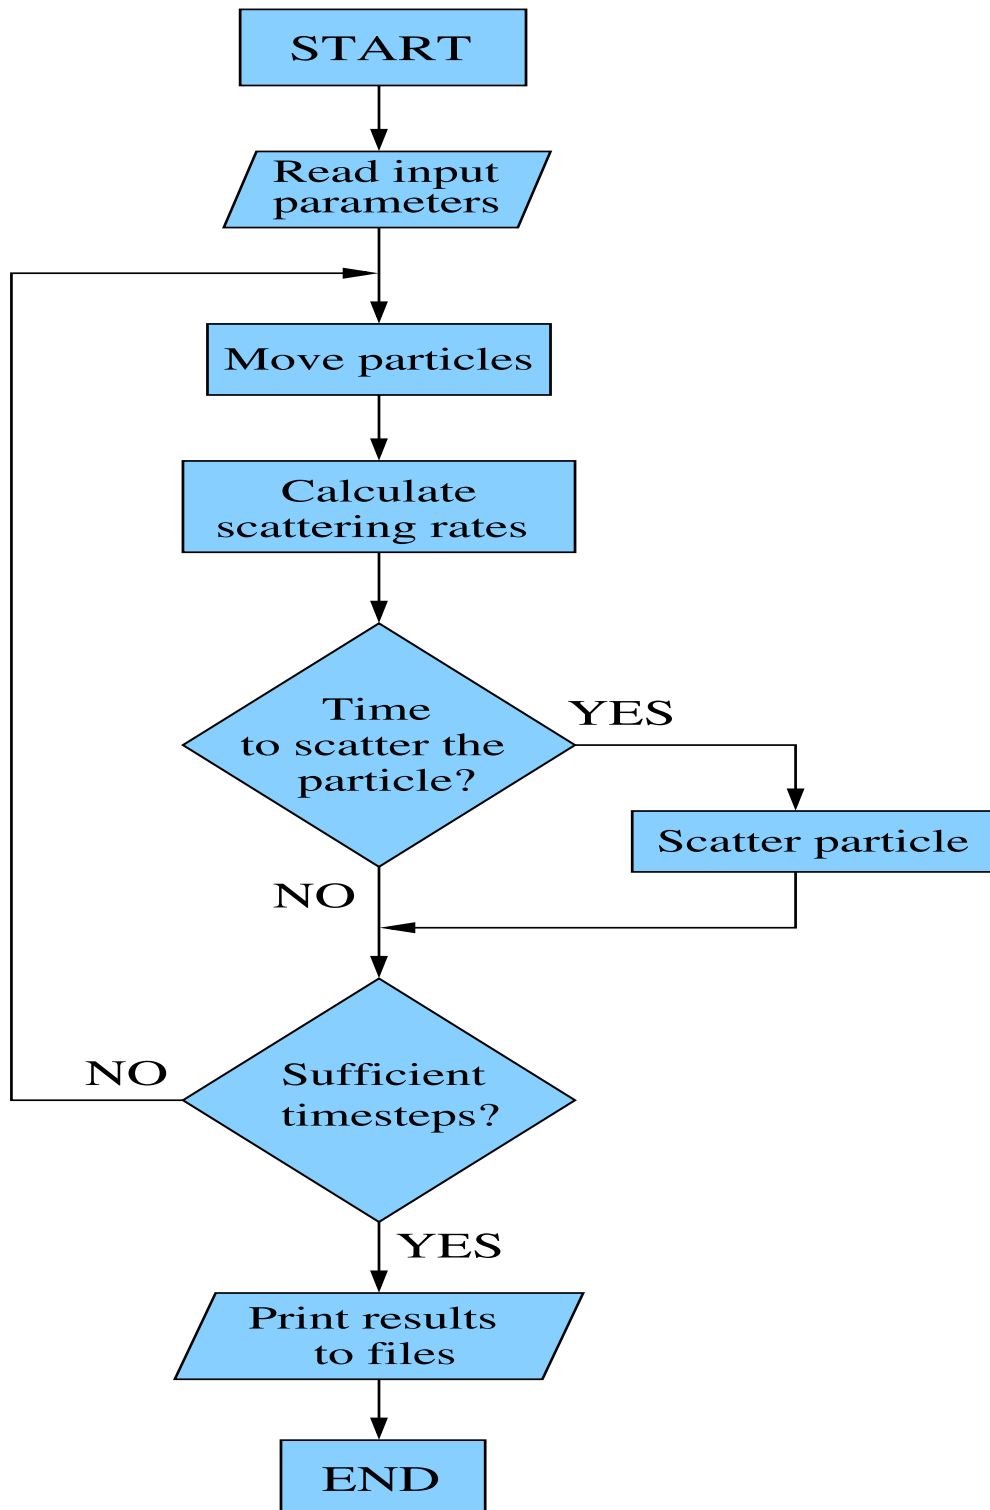 START
Read input
parameters
Move particles
Calculate
scattering rates
Time
to scatter the
particle?
YES
Scatter particle
NO
Sufficient
timesteps?
NO
YES
Print results
to files
END